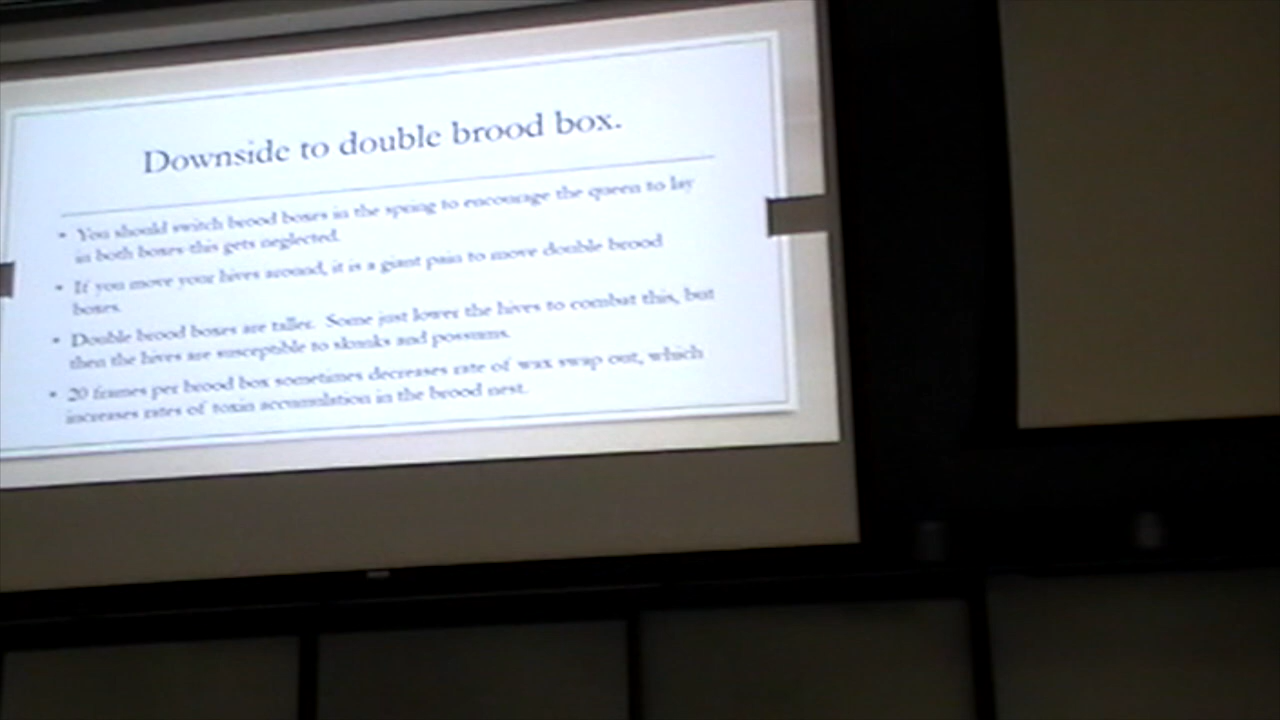 Downside to double brood box.
• You should switch brood boxes in the spring to encourage the queen to lay
in both boxes this gets neglected.
• If you move your hives around, it is a giant pain to move double brood
boxes.
• Double brood boxes are taller. Some just lower the hives to combat this, but
then the hives are susceptible to skunks and possums.
• 20 frames per brood box sometimes decreases rate of wax swap out, which
increases rates of toxin accumulation in the brood nest.